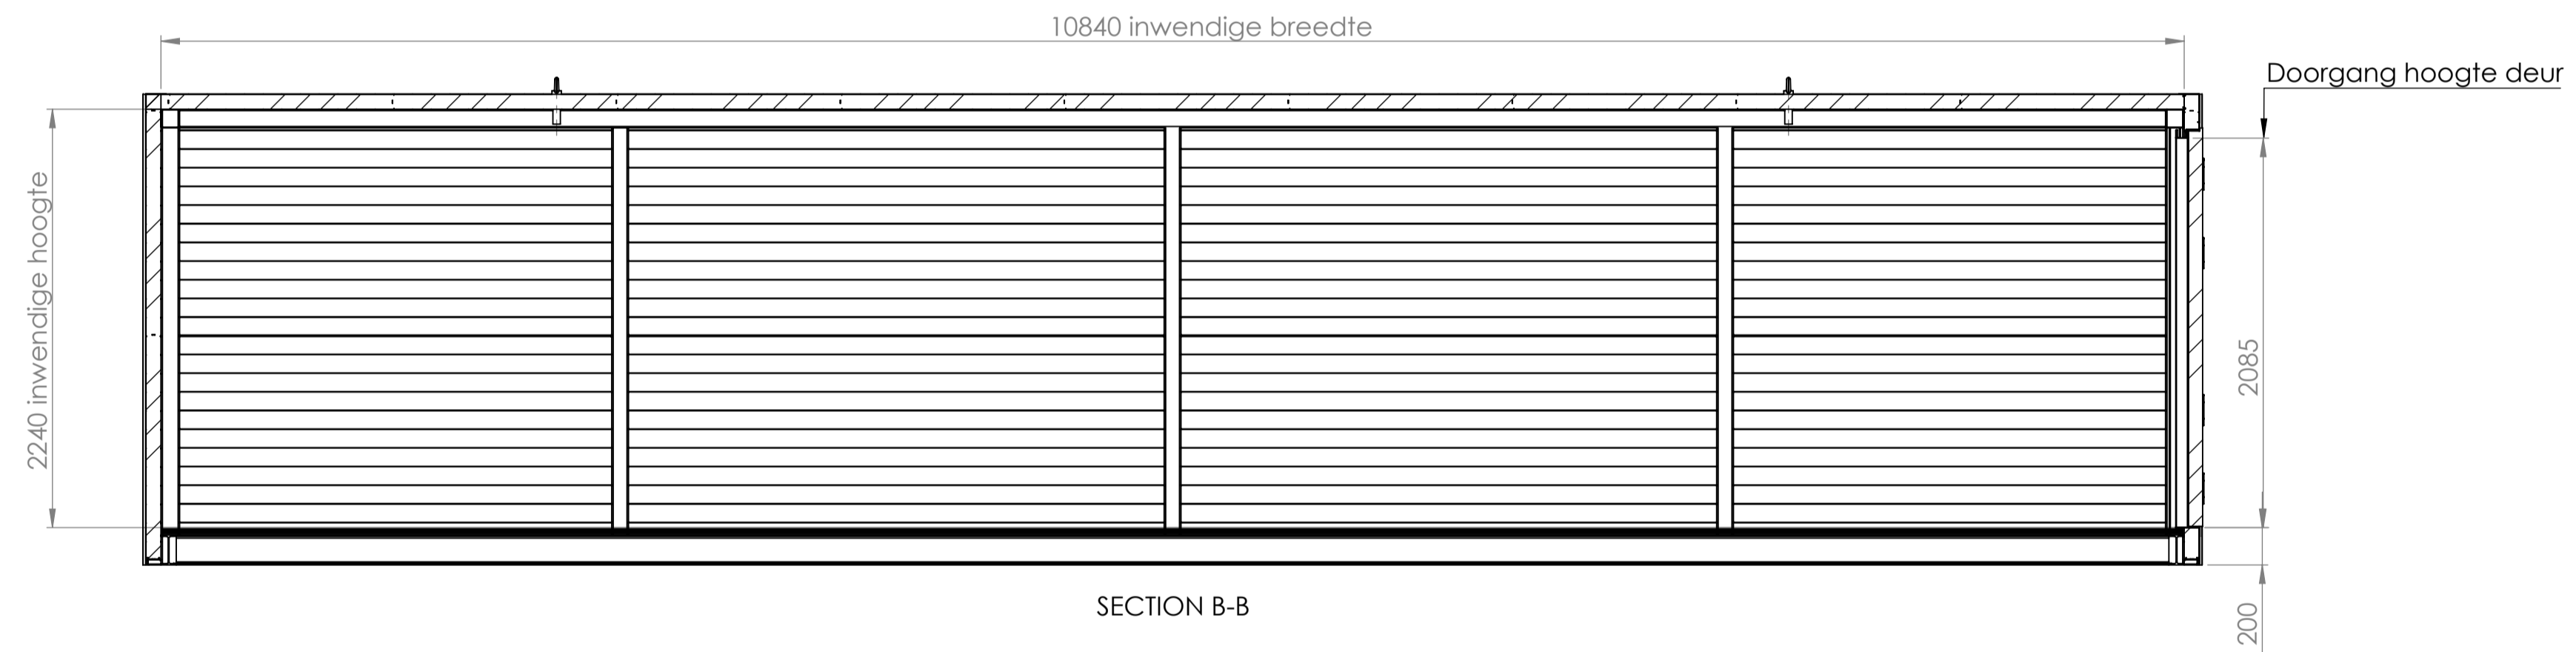 10840 inwendige breedte
Doorgang hoogte deur
2240 inwendige hoogte
2085
SECTION B-B
200